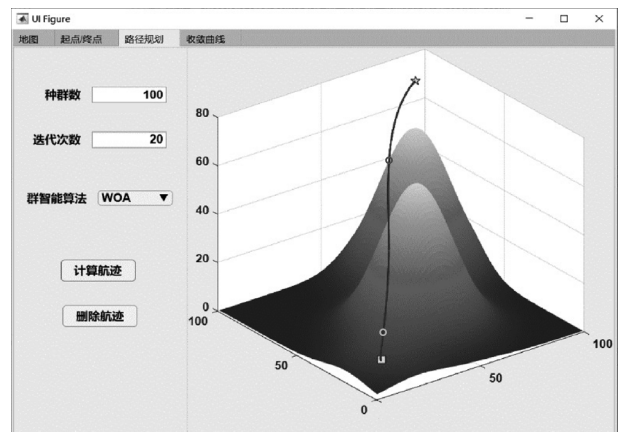 UI Figure
地图 起点/终点 路径规划 收敛曲线
种群数 100
迭代次数 20
群智能算法 WOA
计算航迹
删除航迹
80
60
40
20
0
100
50
0
50
100